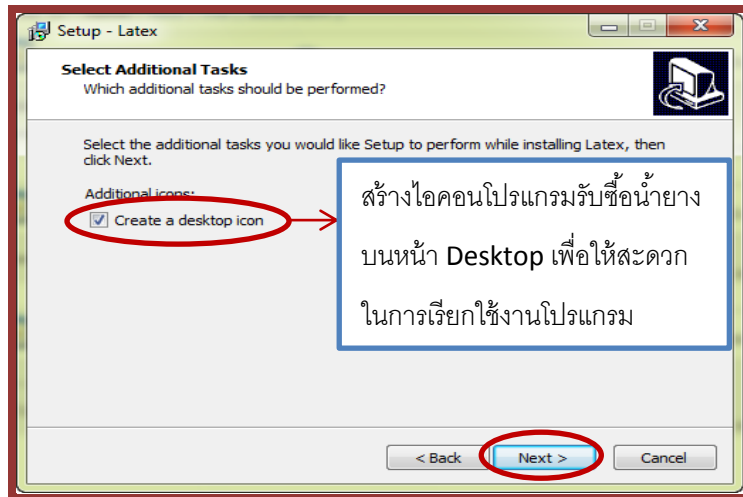 Setup - Latex
Select Additional Tasks
Which additional tasks should be performed?
Select the additional tasks you would like Setup to perform while installing Latex, then
click Next.
Additional icons:
Create a desktop icon
สร้างไอคอนโปรแกรมรับซื้อน้ำยาง
บนหน้า Desktop เพื่อให้สะดวก
ในการเรียกใช้งานโปรแกรม
< Back Next > Cancel